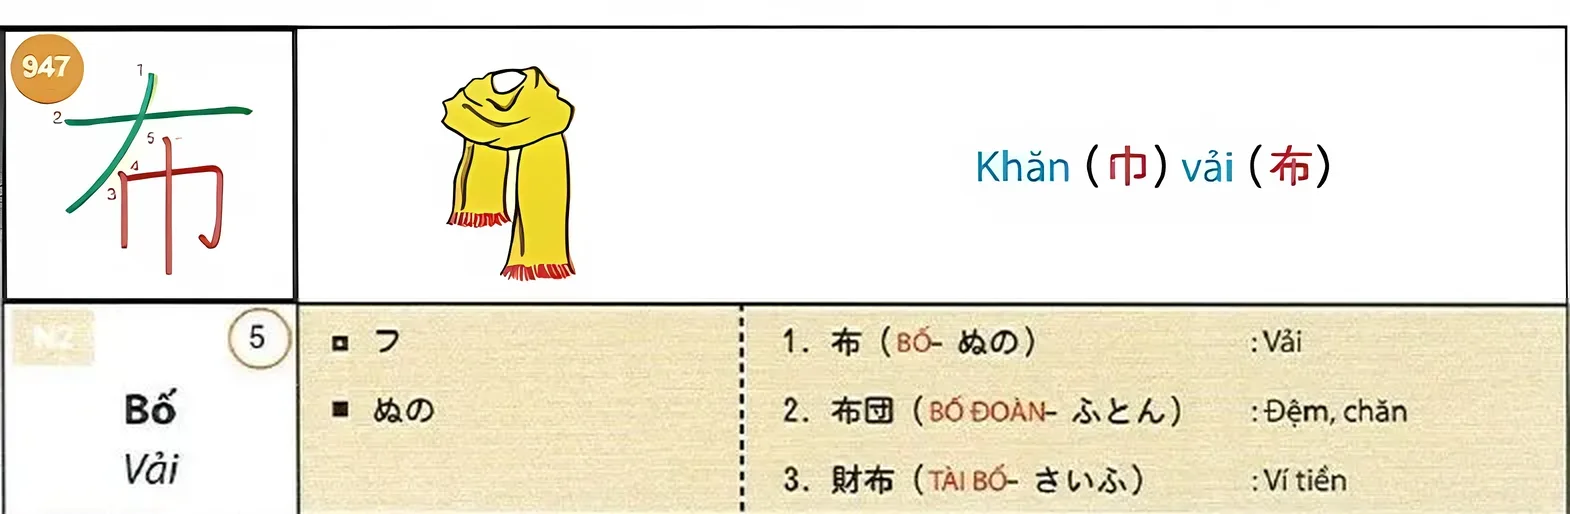 947
1
2
布
5
4
3
Khăn (巾) vải (布)
N2
5
Bố
Vải
フ
ぬの
1. 布 (BỐ- ぬの) : Vải
2. 布団 (BỐ ĐOÀN- ふとん) : Đệm, chăn
3. 財布 (TÀI BỐ- さいふ) : Ví tiền